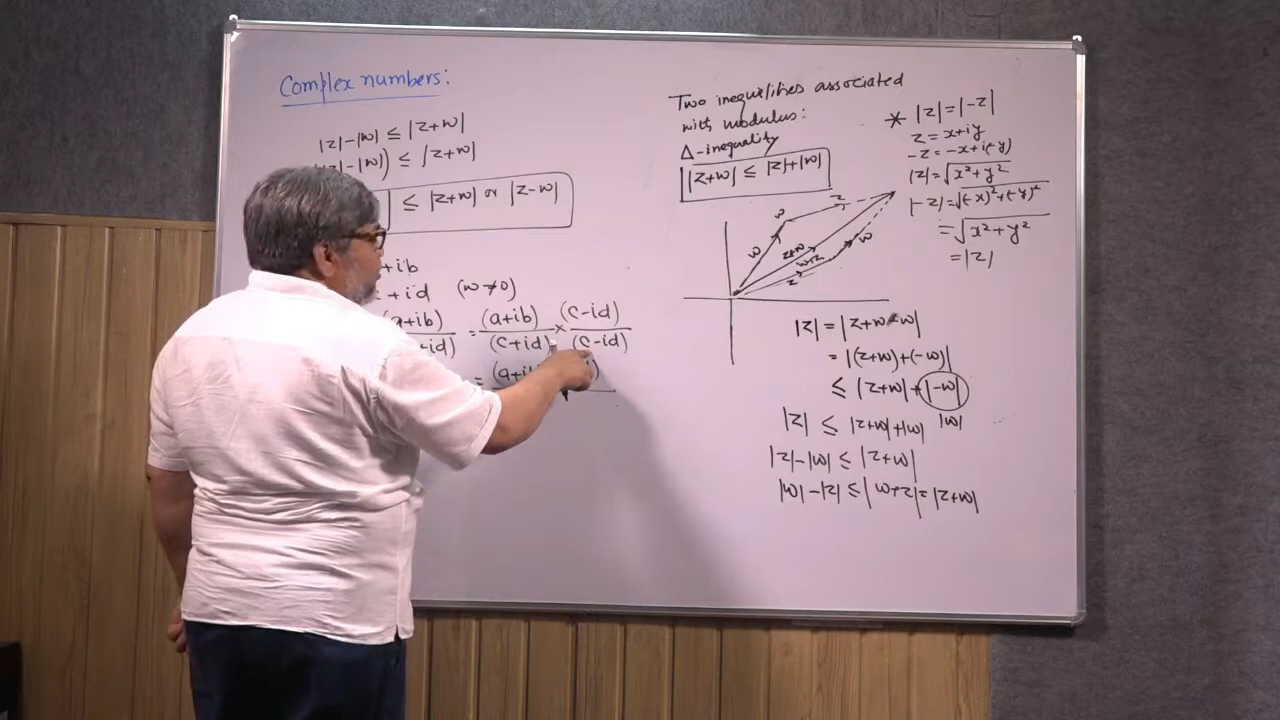 Complex numbers:
|z|-|w| ≤ |z+w|
|z|-|w|) ≤ |z+w|
| ≤ |z+w| or |z-w|
+ib
+id (w≠0)
(a+ib) = (a+ib) × (c-id)
+id) (c+id) (c-id)
= (a+i
Two inequalities associated
with modulus:
Δ-inequality
|z+w| ≤ |z|+|w|
z
w
z+w
w+z
w
z
* |z|=|-z|
z=x+iy
-z=-x+i(-y)
|z|=√x²+y²
|-z|=√(-x)²+(-y)²
=√x²+y²
=|z|
|z| = |z+w-w|
= |(z+w)+(-w)|
≤ |z+w|+|-w|
|z| ≤ |z+w|+|w| |w|
|z|-|w| ≤ |z+w|
|w|-|z| ≤ |w+z|=|z+w|